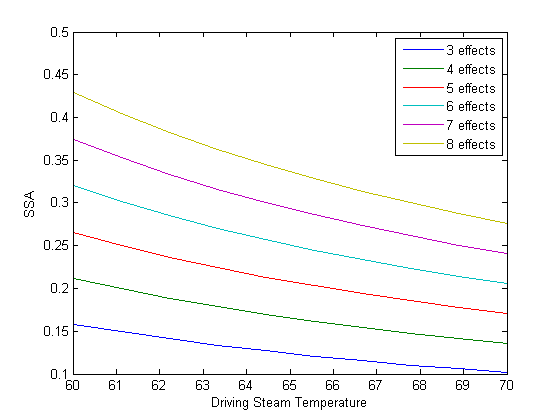 0.5
0.45
0.4
0.35
0.3
0.25
0.2
0.15
0.1
SSA
3 effects
4 effects
5 effects
6 effects
7 effects
8 effects
60 61 62 63 64 65 66 67 68 69 70
Driving Steam Temperature